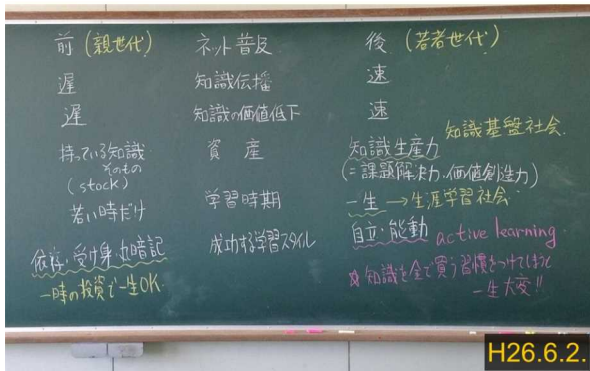 前 (親世代) ネット普及 後 (若者世代)
遅 知識伝播 速
遅 知識の価値低下 速
知識基盤社会
持っている知識 資産 知識生産力
そのもの
(stock) (=課題解決力・価値創造力)
若い時だけ 学習時期 一生→生涯学習社会
依存・受け身・丸暗記 成功する学習スタイル 自立・能動 active learning
一時の投資で一生OK. ☆知識を金で買う習慣をつけてしまうと
一生大変!!
H26.6.2.